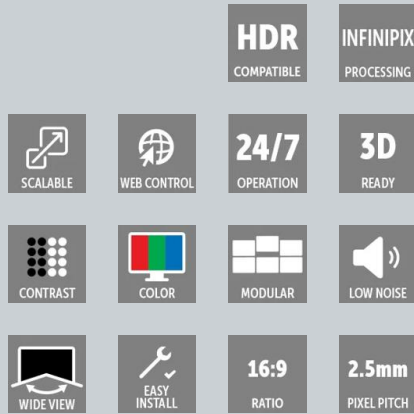 HDR
COMPATIBLE
INFINIPIX
PROCESSING
SCALABLE
WEB CONTROL
24/7
OPERATION
3D
READY
CONTRAST
COLOR
MODULAR
LOW NOISE
WIDE VIEW
EASY
INSTALL
16:9
RATIO
2.5mm
PIXEL PITCH